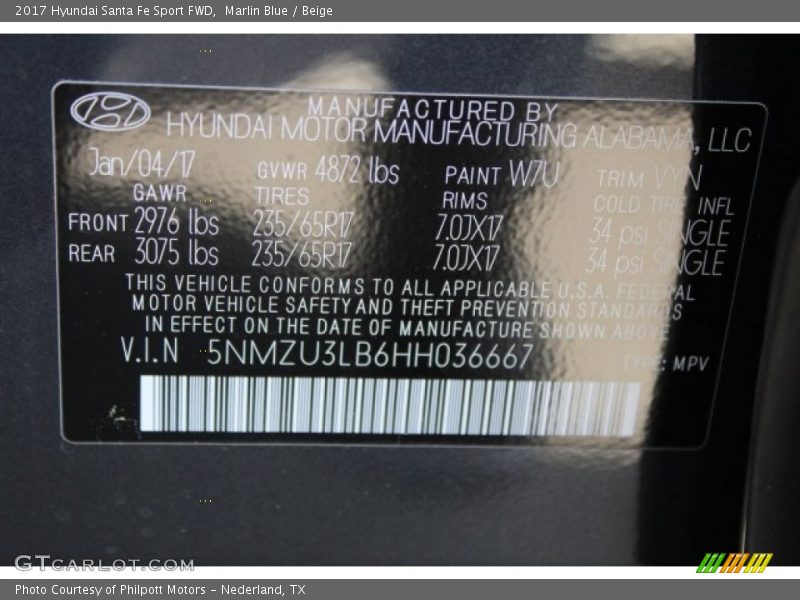 2017 Hyundai Santa Fe Sport FWD,  Marlin Blue / Beige
MANUFACTURED BY
HYUNDAI MOTOR MANUFACTURING ALABAMA, LLC
Jan/04/17 GVWR 4872 lbs PAINT W7U TRIM VYN
GAWR TIRES RIMS COLD TIRE INFL
FRONT 2976 lbs 235/65R17 7.0JX17 34 psi SINGLE
REAR 3075 lbs 235/65R17 7.0JX17 34 psi SINGLE
THIS VEHICLE CONFORMS TO ALL APPLICABLE U.S.A. FEDERAL
MOTOR VEHICLE SAFETY AND THEFT PREVENTION STANDARDS
IN EFFECT ON THE DATE OF MANUFACTURE SHOWN ABOVE
V.I.N 5NMZU3LB6HH036667 TYPE: MPV
GTCARLOT.COM
Photo Courtesy of Philpott Motors - Nederland, TX